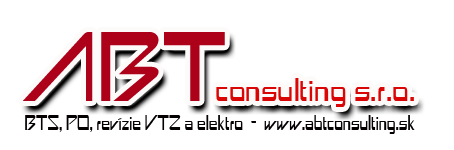 ABT consulting s.r.o.
BTS, PO, revízie VTZ a elektro - www.abtconsulting.sk